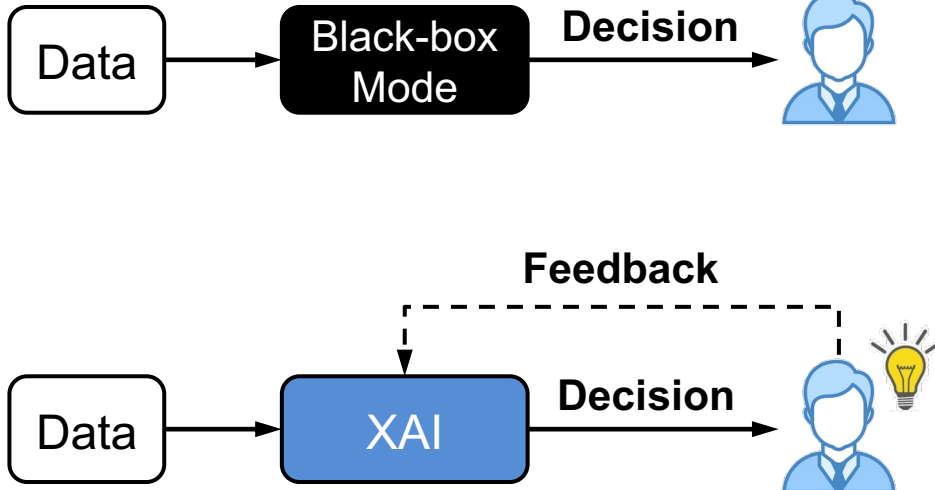 Data
Black-box
Mode
Decision
Feedback
Data
XAI
Decision